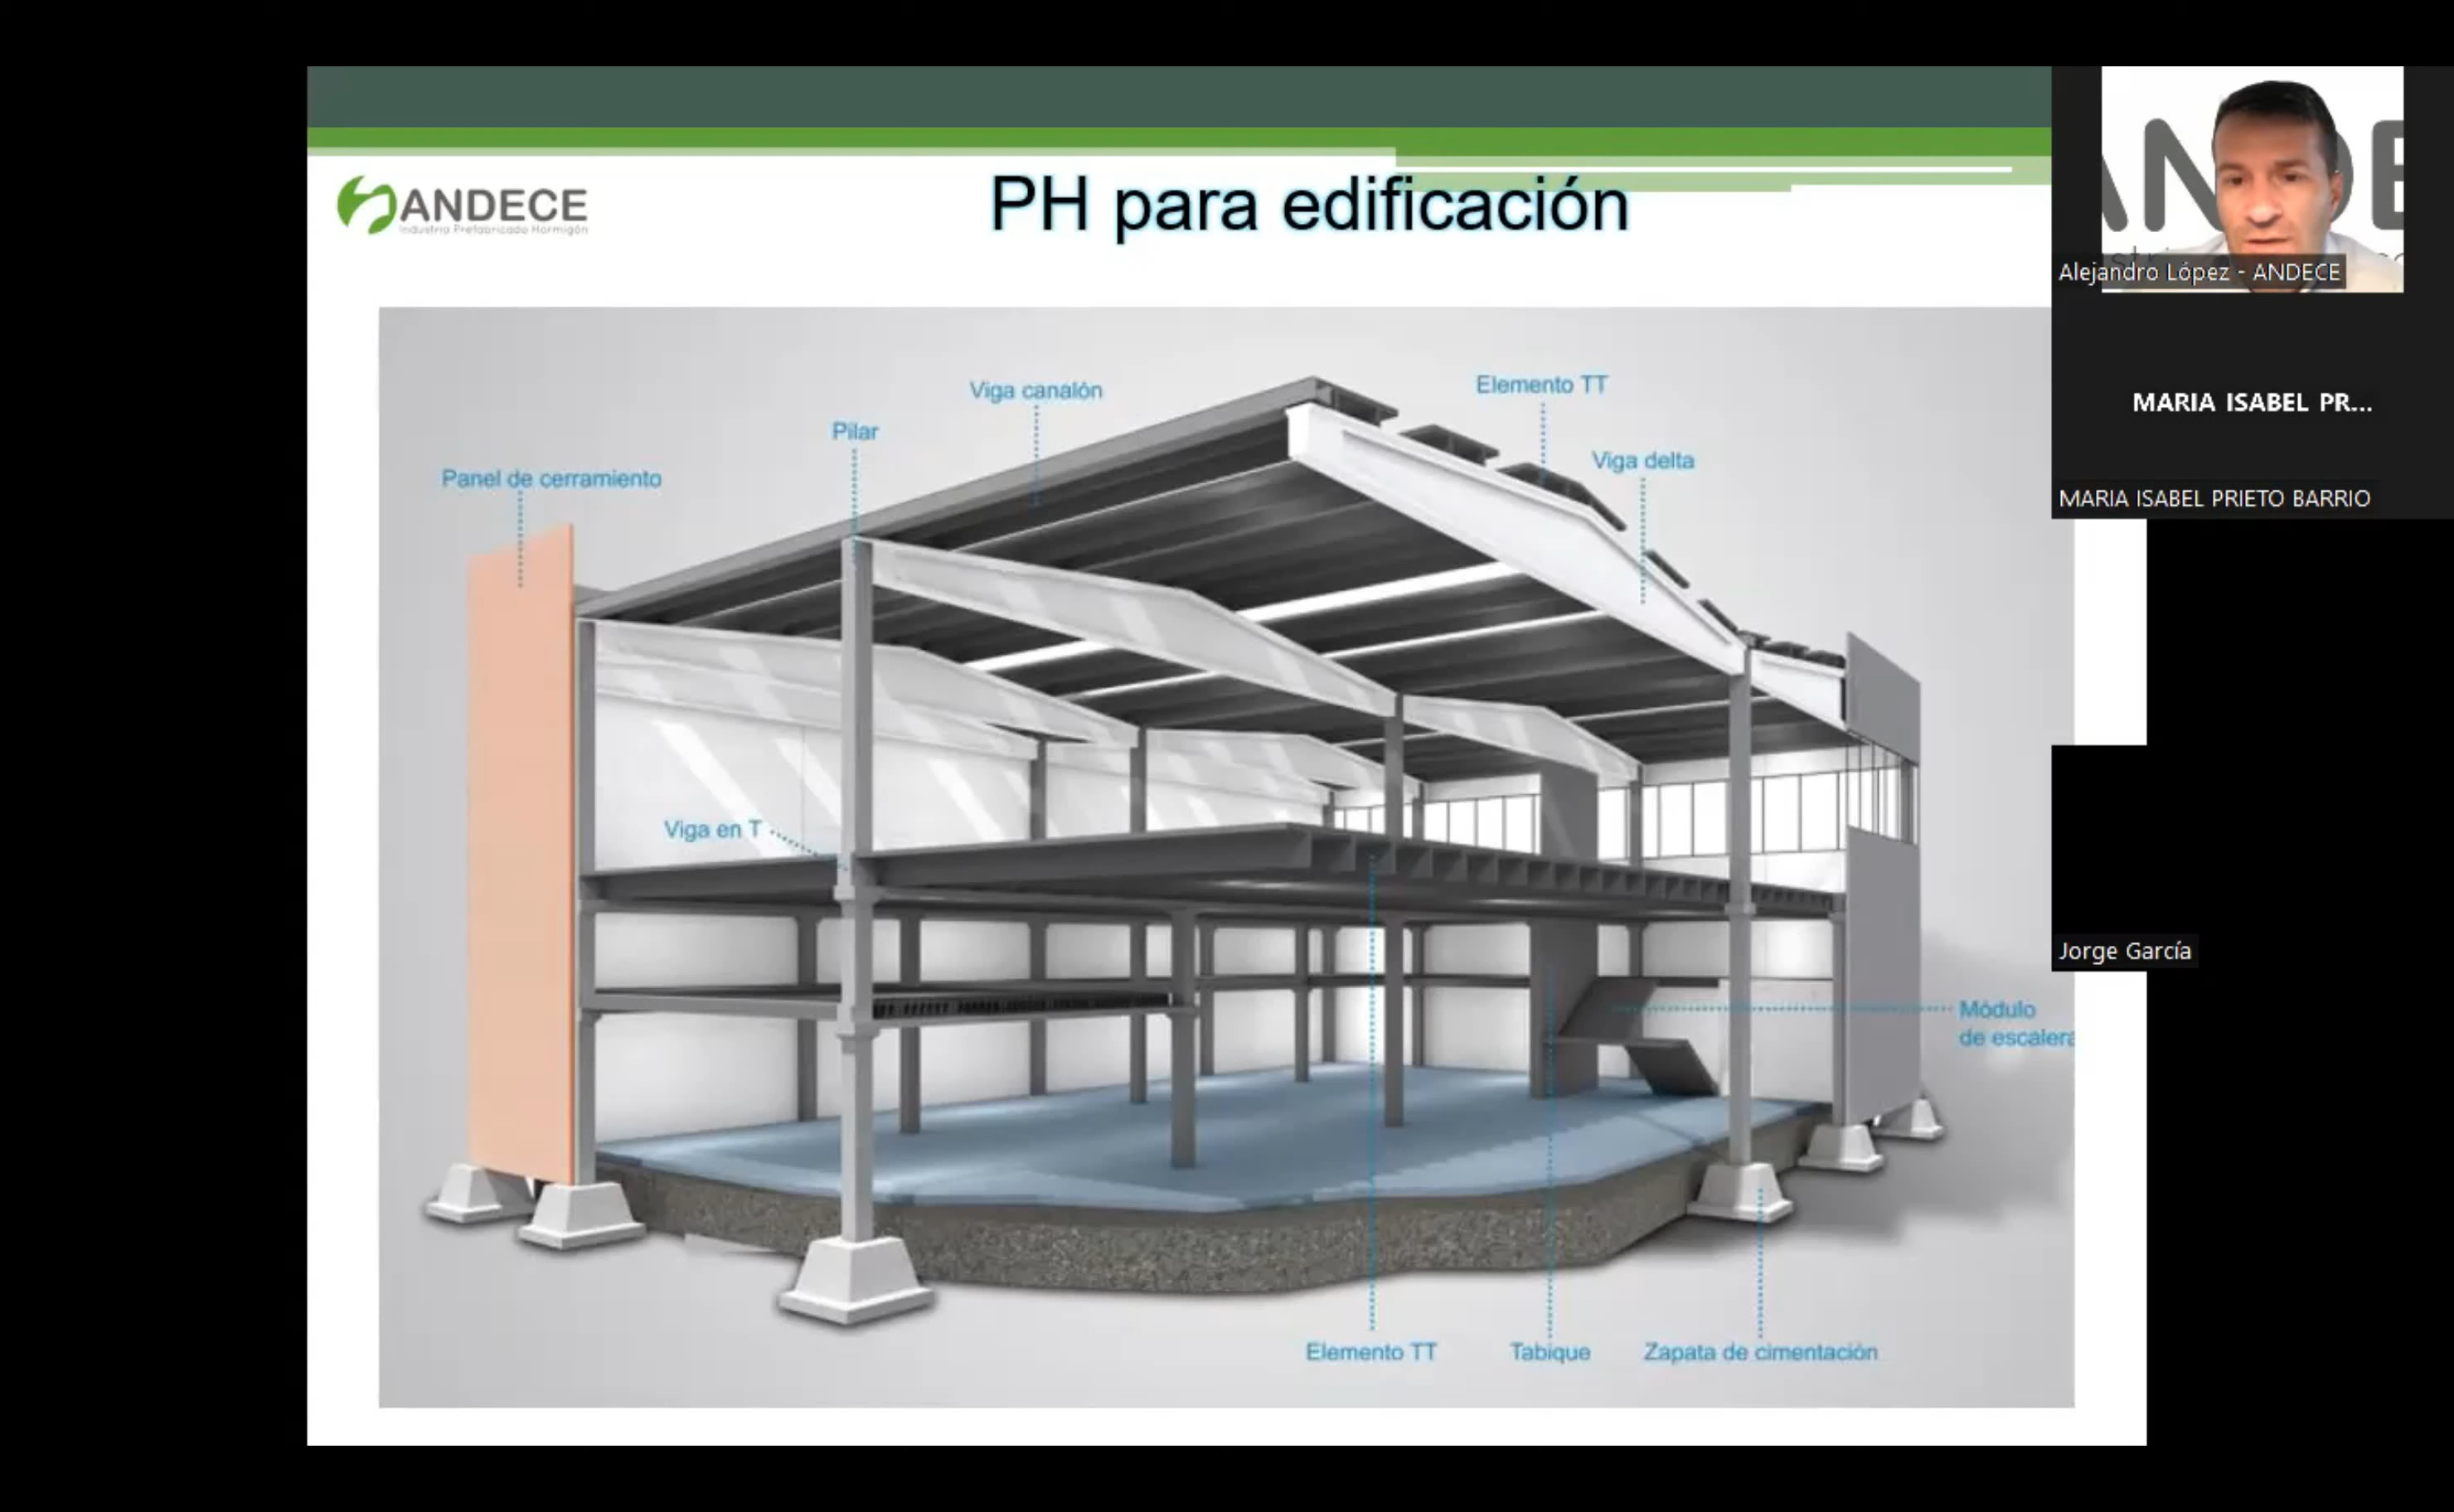 ANDECE
Industria Prefabricado Hormigón
PH para edificación
Viga canalón
Elemento TT
Pilar
Viga delta
Panel de cerramiento
Viga en T
Módulo
de escalera
Elemento TT
Tabique
Zapata de cimentación
Alejandro López - ANDECE
MARIA ISABEL PR...
MARIA ISABEL PRIETO BARRIO
Jorge García